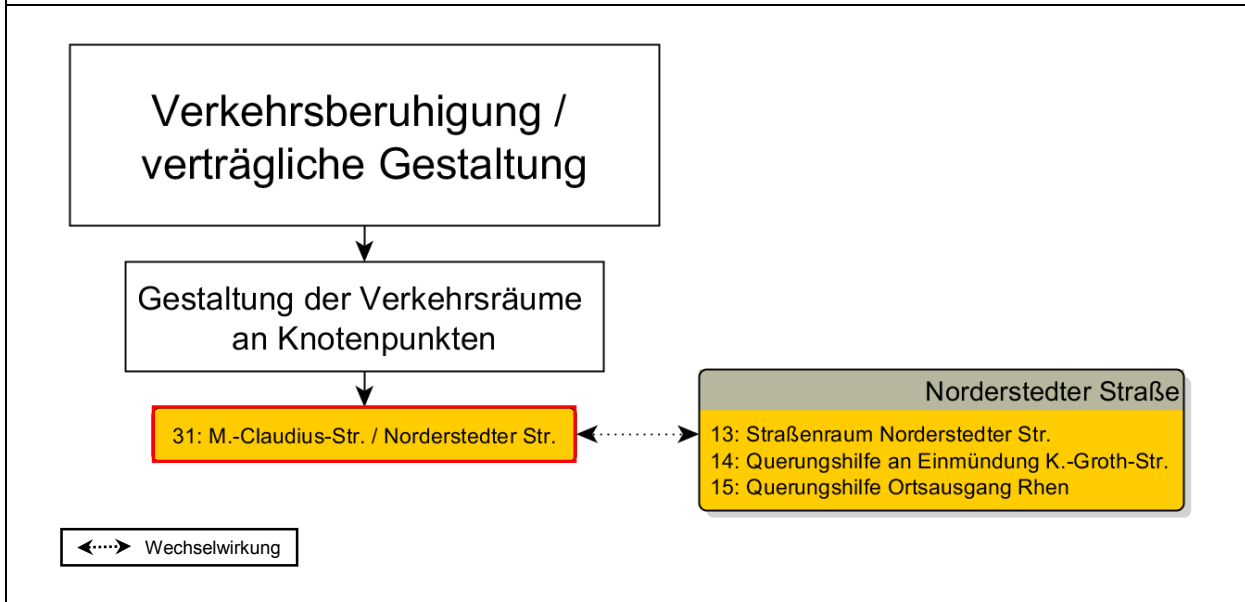 Verkehrsberuhigung /
verträgliche Gestaltung
Gestaltung der Verkehrsräume
an Knotenpunkten
31: M.-Claudius-Str. / Norderstedter Str.
Norderstedter Straße
13: Straßenraum Norderstedter Str.
14: Querungshilfe an Einmündung K.-Groth-Str.
15: Querungshilfe Ortsausgang Rhen
Wechselwirkung